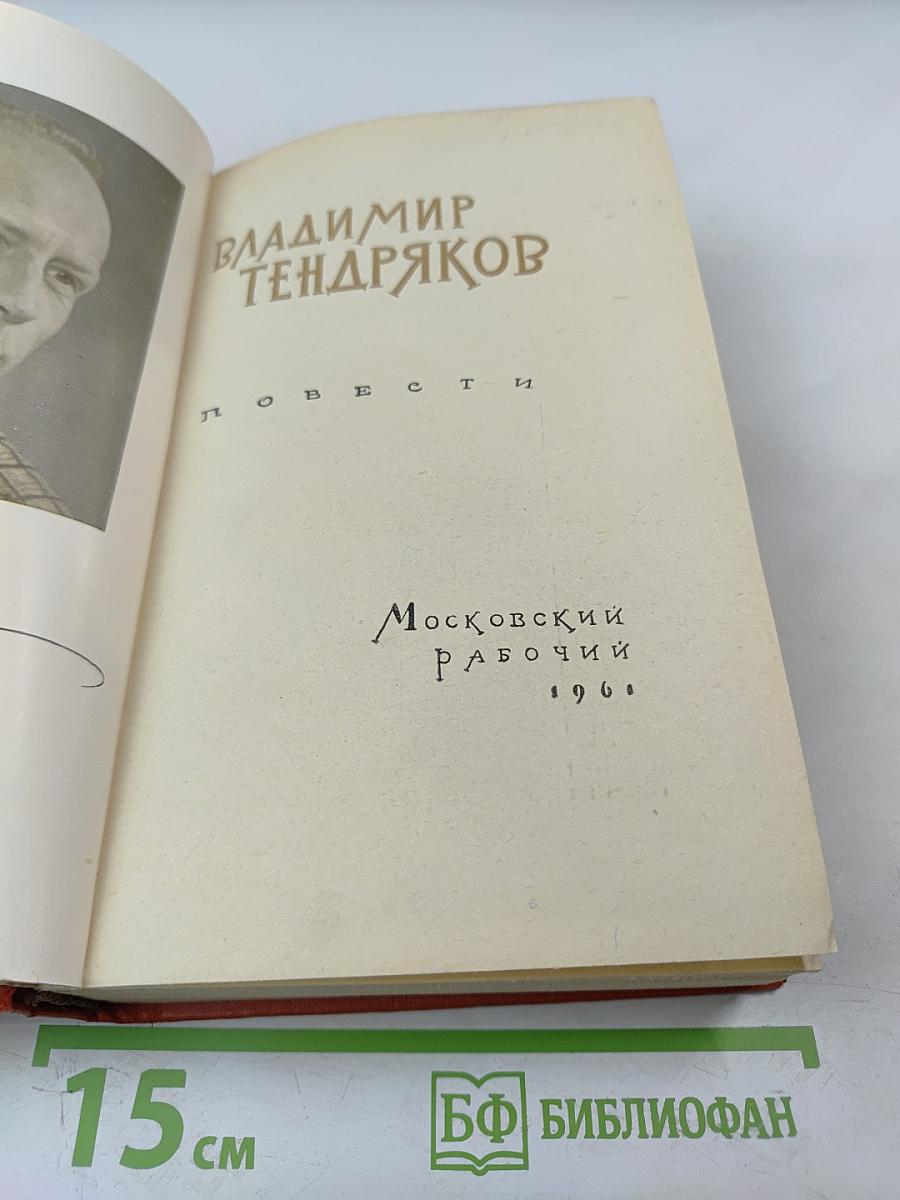 ВЛАДИМИР
ТЕНДРЯКОВ
ПОВЕСТИ
МОСКОВСКИЙ
РАБОЧИЙ
1961
15 см
БФ БИБЛИОФАН